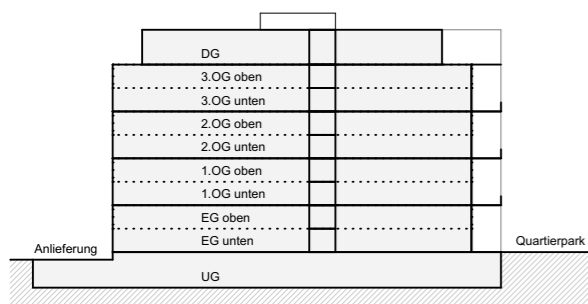 DG
3.OG oben
3.OG unten
2.OG oben
2.OG unten
1.OG oben
1.OG unten
EG oben
Anlieferung
EG unten
Quartierpark
UG